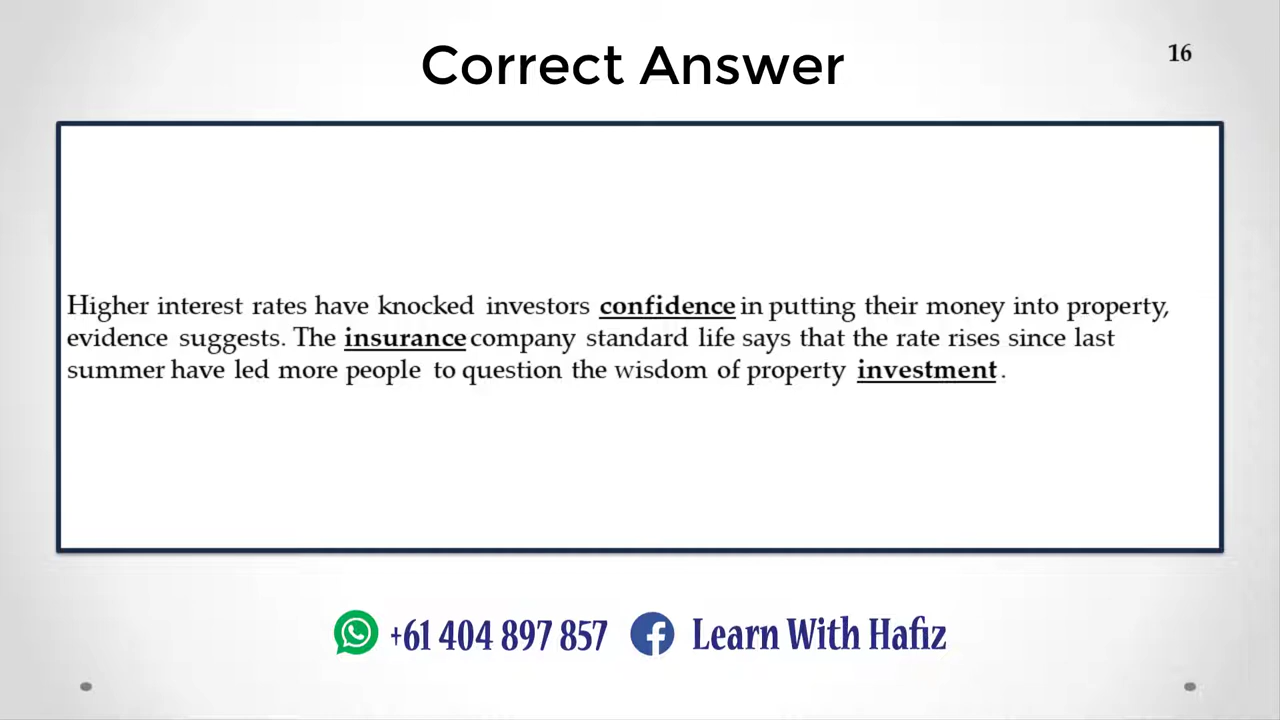 Correct Answer
16
Higher interest rates have knocked investors confidence in putting their money into property,
evidence suggests. The insurance company standard life says that the rate rises since last
summer have led more people to question the wisdom of property investment.
+61 404 897 857 Learn With Hafiz